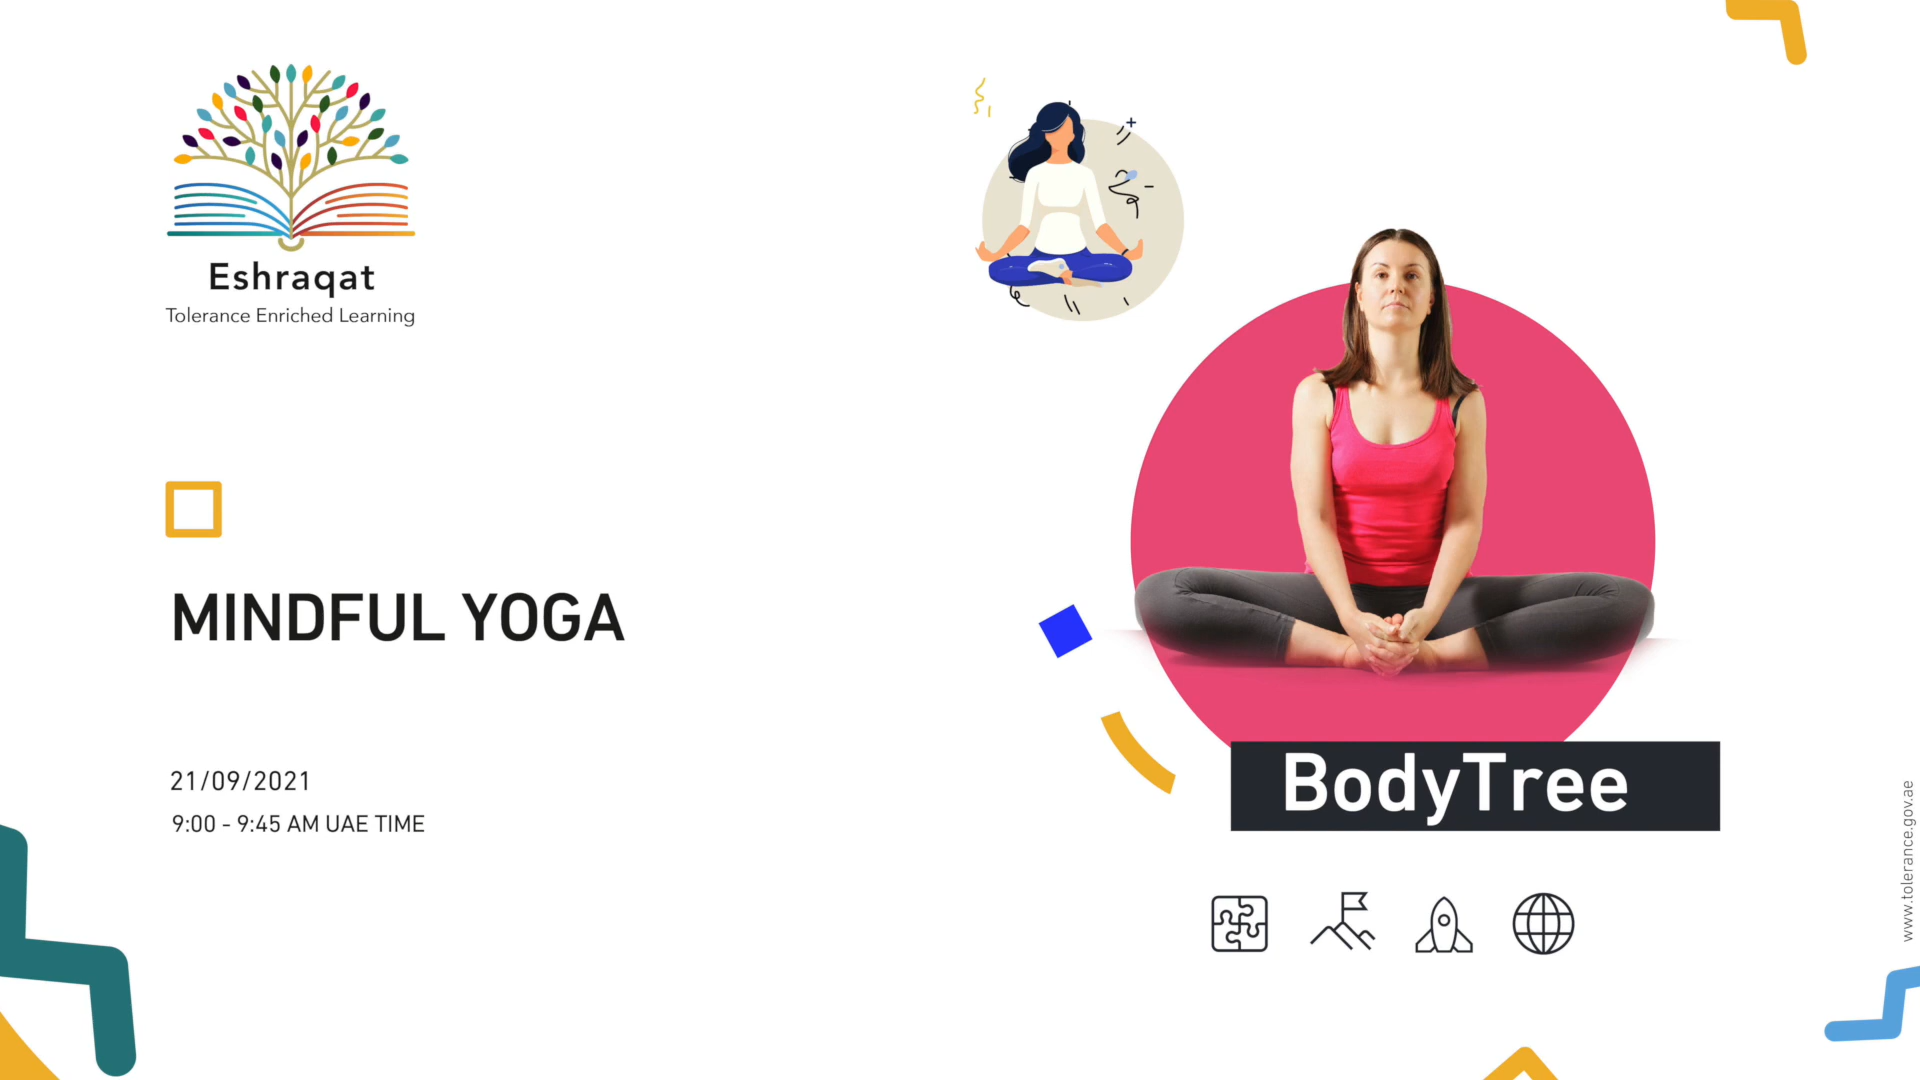 Eshraqat
Tolerance Enriched Learning
MINDFUL YOGA
21/09/2021
9:00 - 9:45 AM UAE TIME
BodyTree
www.tolerance.gov.ae